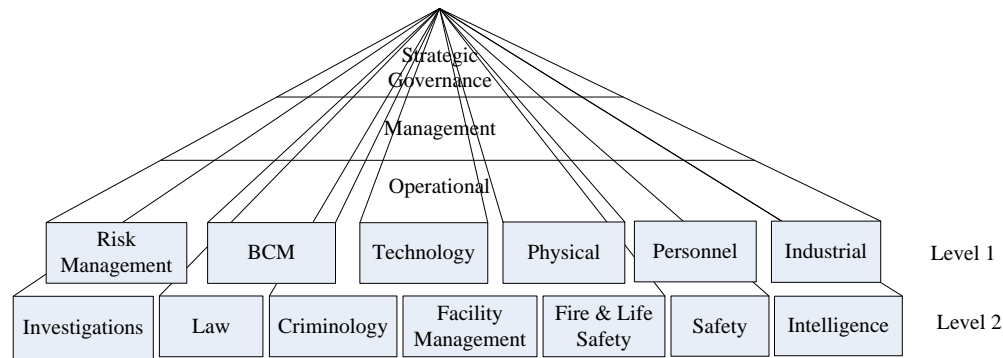 Strategic
Governance
Management
Operational
Risk
Management
BCM
Technology
Physical
Personnel
Industrial
Level 1
Investigations
Law
Criminology
Facility
Management
Fire & Life
Safety
Safety
Intelligence
Level 2